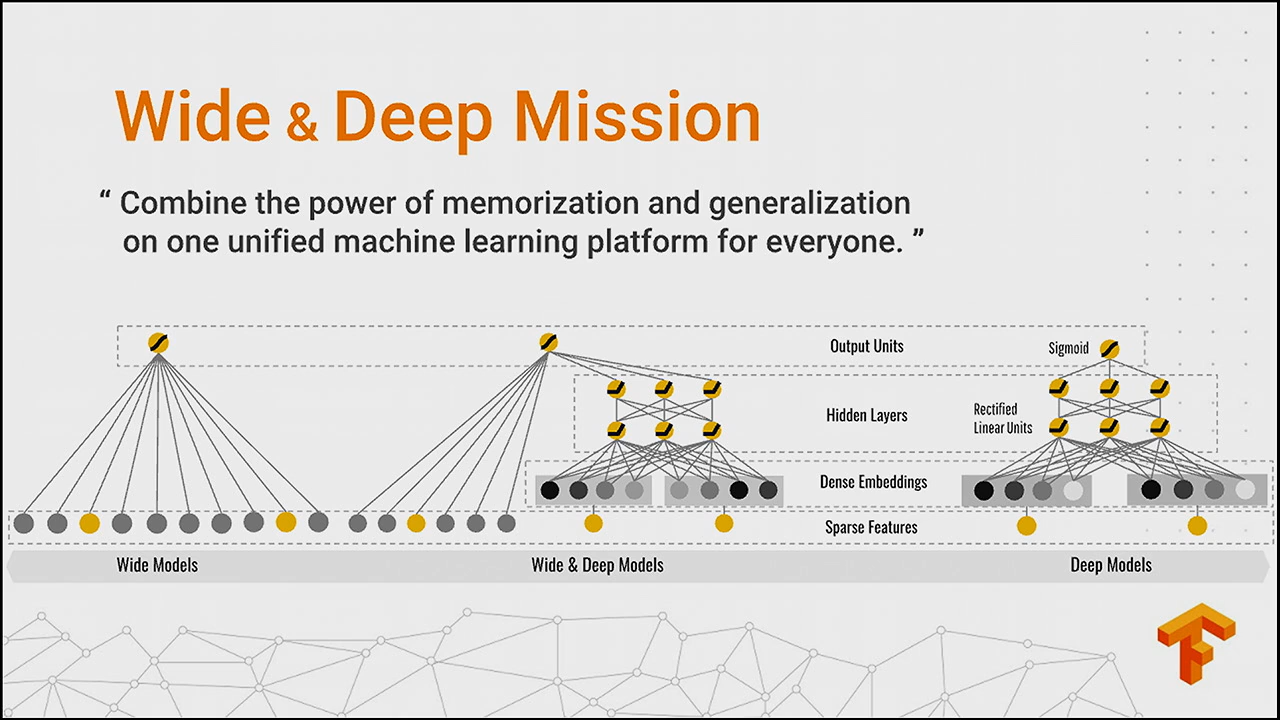 Wide & Deep Mission
“ Combine the power of memorization and generalization
on one unified machine learning platform for everyone. ”
Output Units
Sigmoid
Hidden Layers
Rectified
Linear Units
Dense Embeddings
Sparse Features
Wide Models
Wide & Deep Models
Deep Models